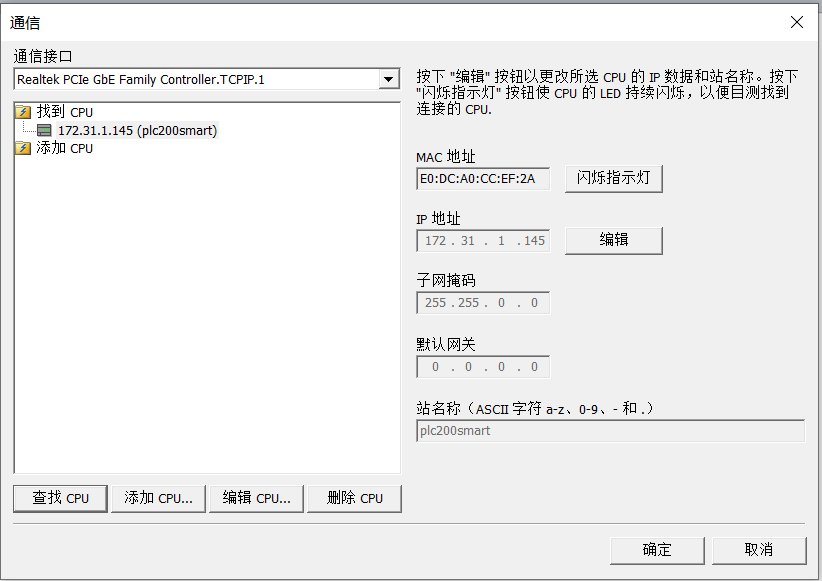 通信
通信接口
Realtek PCIe GbE Family Controller.TCPIP.1
找到 CPU
172.31.1.145 (plc200smart)
添加 CPU
按下 "编辑" 按钮以更改所选 CPU 的 IP 数据和站名称。按下
"闪烁指示灯" 按钮使 CPU 的 LED 持续闪烁，以便目测找到
连接的 CPU.
MAC 地址
E0:DC:A0:CC:EF:2A
闪烁指示灯
IP 地址
172 . 31 . 1 . 145
编辑
子网掩码
255 . 255 . 0 . 0
默认网关
0 . 0 . 0 . 0
站名称（ASCII 字符 a-z、0-9、- 和 .）
plc200smart
查找 CPU
添加 CPU...
编辑 CPU...
删除 CPU
确定
取消